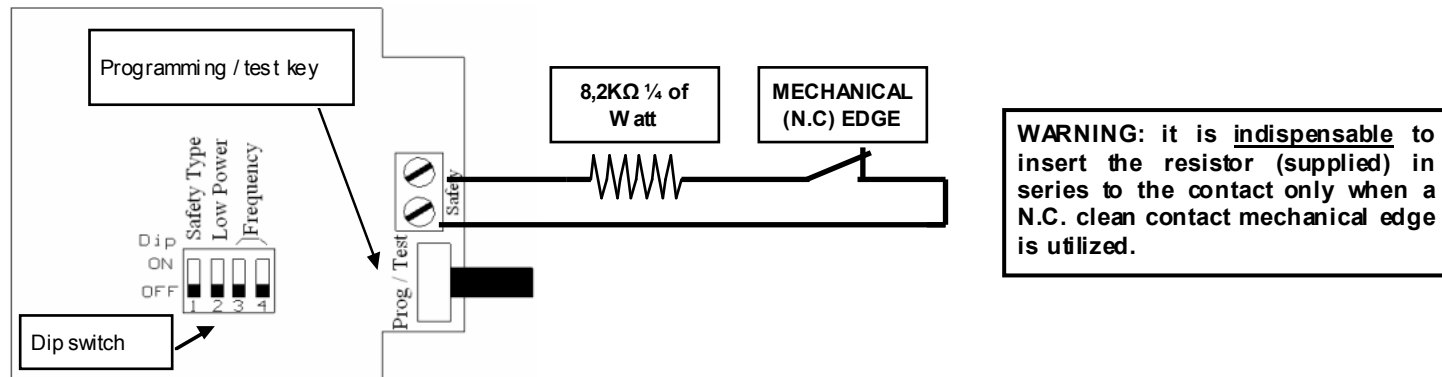 Programming / test key
8,2KΩ ¼ of
Watt
MECHANICAL
(N.C) EDGE
WARNING: it is indispensable to
insert the resistor (supplied) in
series to the contact only when a
N.C. clean contact mechanical edge
is utilized.
Safety Type
Low Power
Frequency
Safety
Dip
ON
OFF
1 2 3 4
Prog / Test
Dip switch